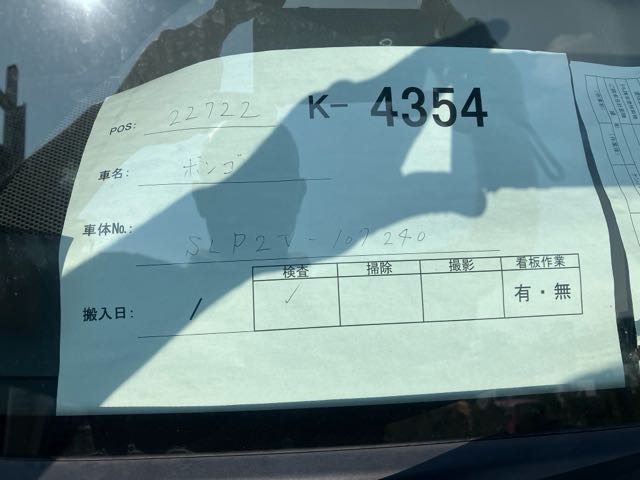 POS: 22722 K- 4354
車名: ボンゴ
車体No.: SLP2V-107240
検査 掃除 撮影 看板作業
搬入日: / ✓ 有・無